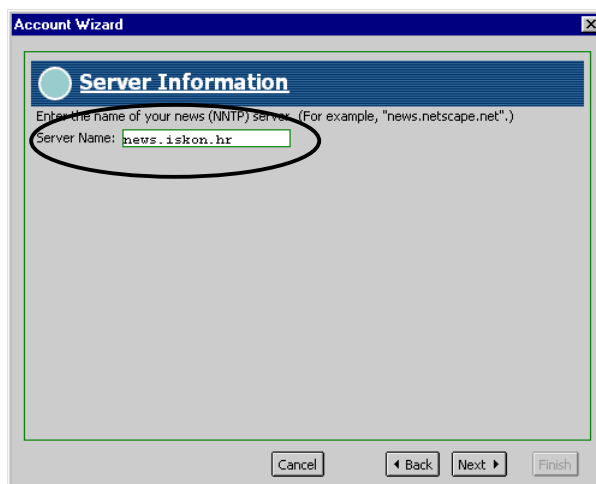 Account Wizard
Server Information
Enter the name of your news (NNTP) server. (For example, "news.netscape.net".)
Server Name: news.iskon.hr
Cancel Back Next Finish